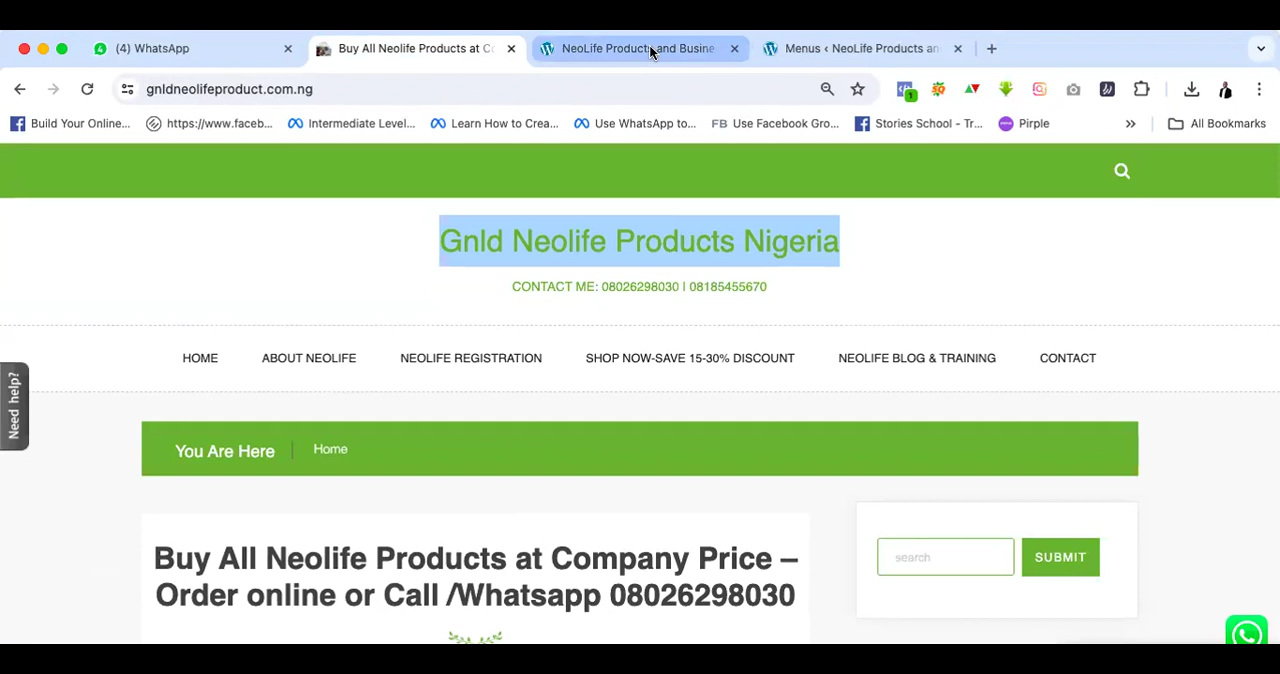 (4) WhatsApp
Buy All Neolife Products at C
NeoLife Products and Busine
Menus ‹ NeoLife Products an
gnldneolifeproduct.com.ng
1
Build Your Online...
https://www.faceb...
Intermediate Level...
Learn How to Crea...
Use WhatsApp to...
FB Use Facebook Gro...
Stories School - Tr...
Pirple
»
All Bookmarks
Gnld Neolife Products Nigeria
CONTACT ME: 08026298030 | 08185455670
HOME ABOUT NEOLIFE NEOLIFE REGISTRATION SHOP NOW-SAVE 15-30% DISCOUNT NEOLIFE BLOG & TRAINING CONTACT
Need help?
You Are Here Home
Buy All Neolife Products at Company Price –
Order online or Call /Whatsapp 08026298030
search SUBMIT